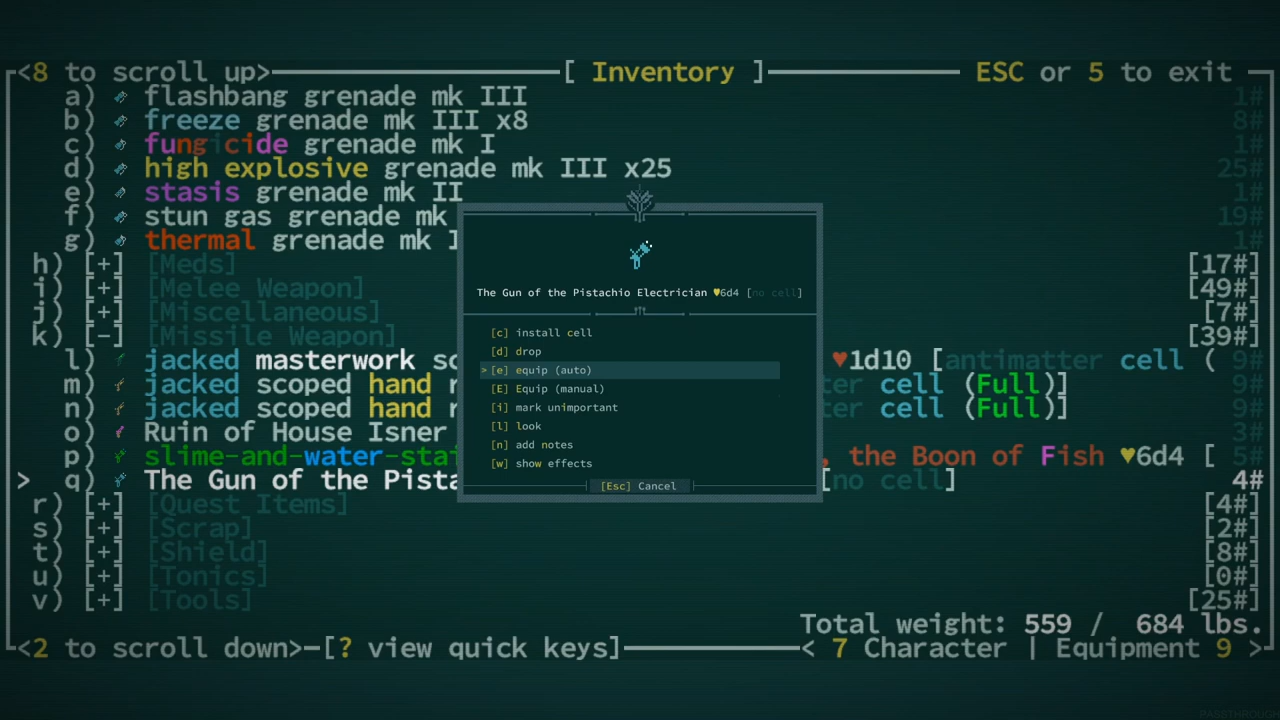 <8 to scroll up> [ Inventory ] ESC or 5 to exit
a) flashbang grenade mk III 1#
b) freeze grenade mk III x8 8#
c) fungicide grenade mk I 1#
d) high explosive grenade mk III x25 25#
e) stasis grenade mk II 1#
f) stun gas grenade mk 19#
g) thermal grenade mk 1#
h) [+] [Meds] [17#]
i) [+] [Melee Weapon] [49#]
j) [+] [Miscellaneous] [7#]
k) [-] [Missile Weapon] [39#]
l) jacked masterwork sc ♥1d10 [antimatter cell ( 9#
m) jacked scoped hand r er cell (Full)] 9#
n) jacked scoped hand r er cell (Full)] 9#
o) Ruin of House Isner 3#
p) slime-and-water-stai , the Boon of Fish ♥6d4 [ 5#
> q) The Gun of the Pista [no cell] 4#
r) [+] [Quest Items] [4#]
s) [+] [Scrap] [2#]
t) [+] [Shield] [8#]
u) [+] [Tonics] [0#]
v) [+] [Tools] [25#]
Total weight: 559 / 684 lbs.
<2 to scroll down> [? view quick keys] < 7 Character | Equipment 9 >
The Gun of the Pistachio Electrician ♥6d4 [no cell]
[c] install cell
[d] drop
> [e] equip (auto)
[E] Equip (manual)
[i] mark unimportant
[l] look
[n] add notes
[w] show effects
[Esc] Cancel